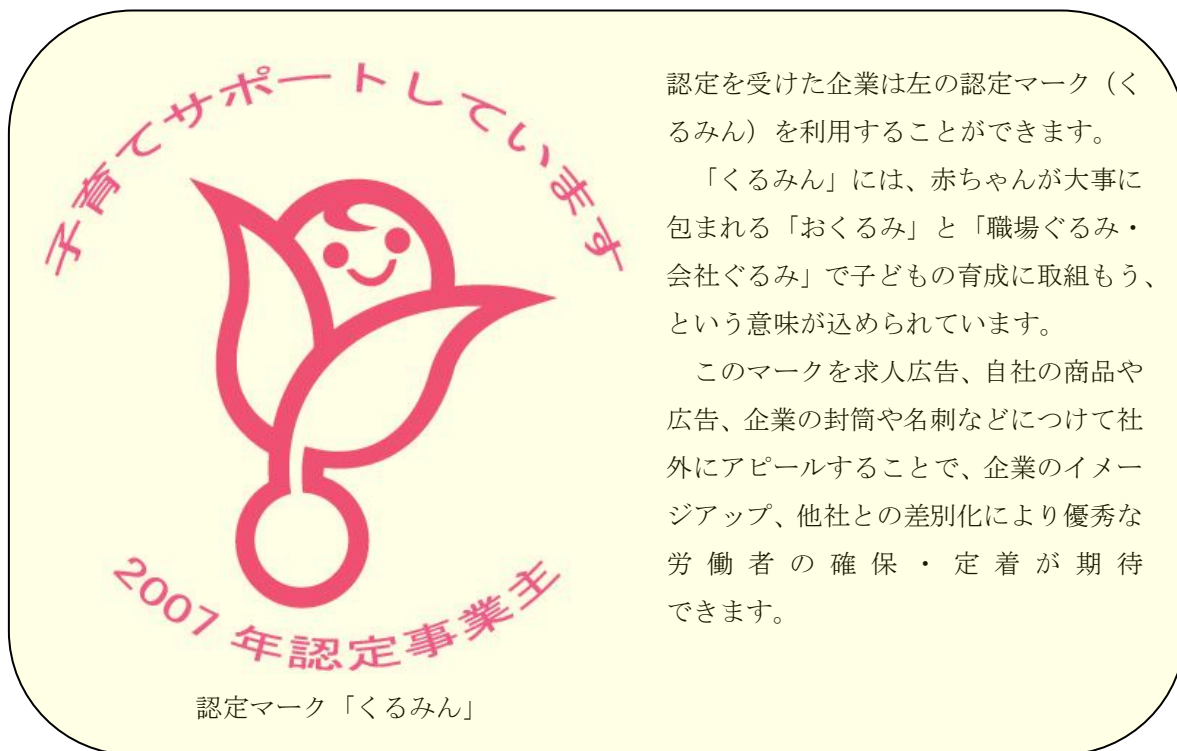 子育てサポートしています
2007年認定事業主
認定マーク「くるみん」
認定を受けた企業は左の認定マーク（く
るみん）を利用することができます。
「くるみん」には、赤ちゃんが大事に
包まれる「おくるみ」と「職場ぐるみ・
会社ぐるみ」で子どもの育成に取組もう、
という意味が込められています。
このマークを求人広告、自社の商品や
広告、企業の封筒や名刺などにつけて社
外にアピールすることで、企業のイメー
ジアップ、他社との差別化により優秀な
労働者の確保・定着が期待
できます。